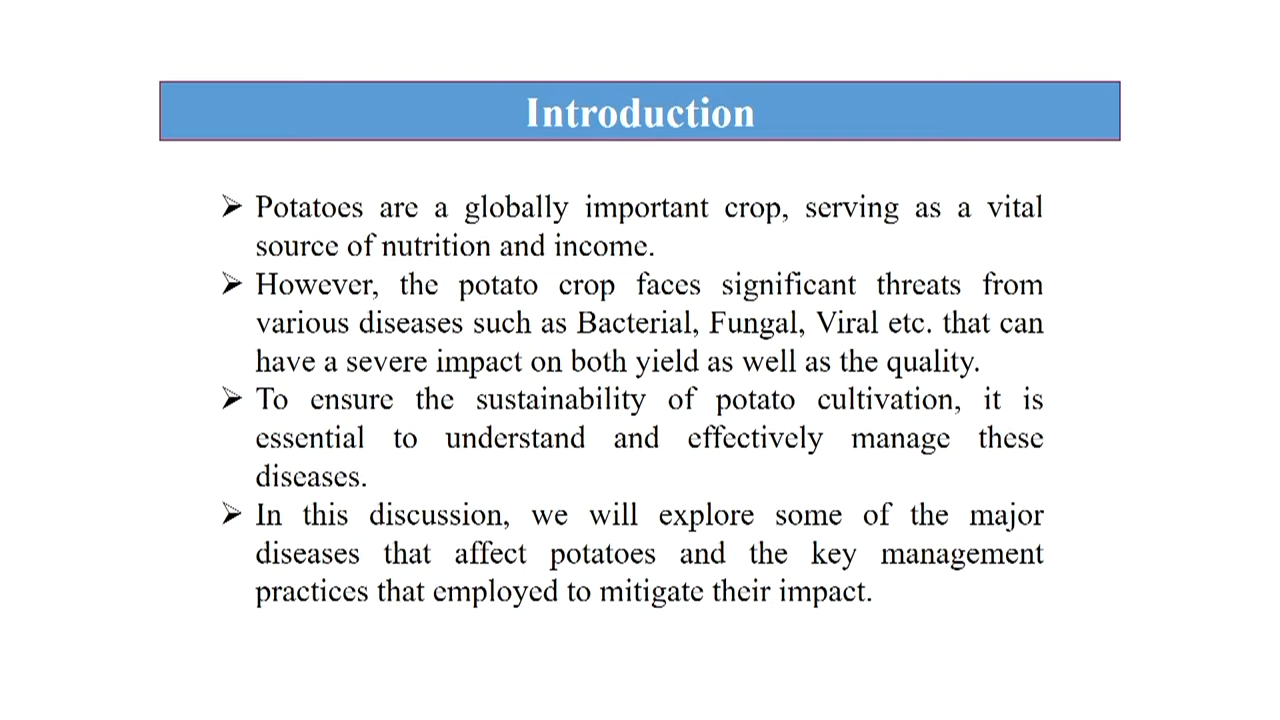 Introduction
➢ Potatoes are a globally important crop, serving as a vital
source of nutrition and income.
➢ However, the potato crop faces significant threats from
various diseases such as Bacterial, Fungal, Viral etc. that can
have a severe impact on both yield as well as the quality.
➢ To ensure the sustainability of potato cultivation, it is
essential to understand and effectively manage these
diseases.
➢ In this discussion, we will explore some of the major
diseases that affect potatoes and the key management
practices that employed to mitigate their impact.